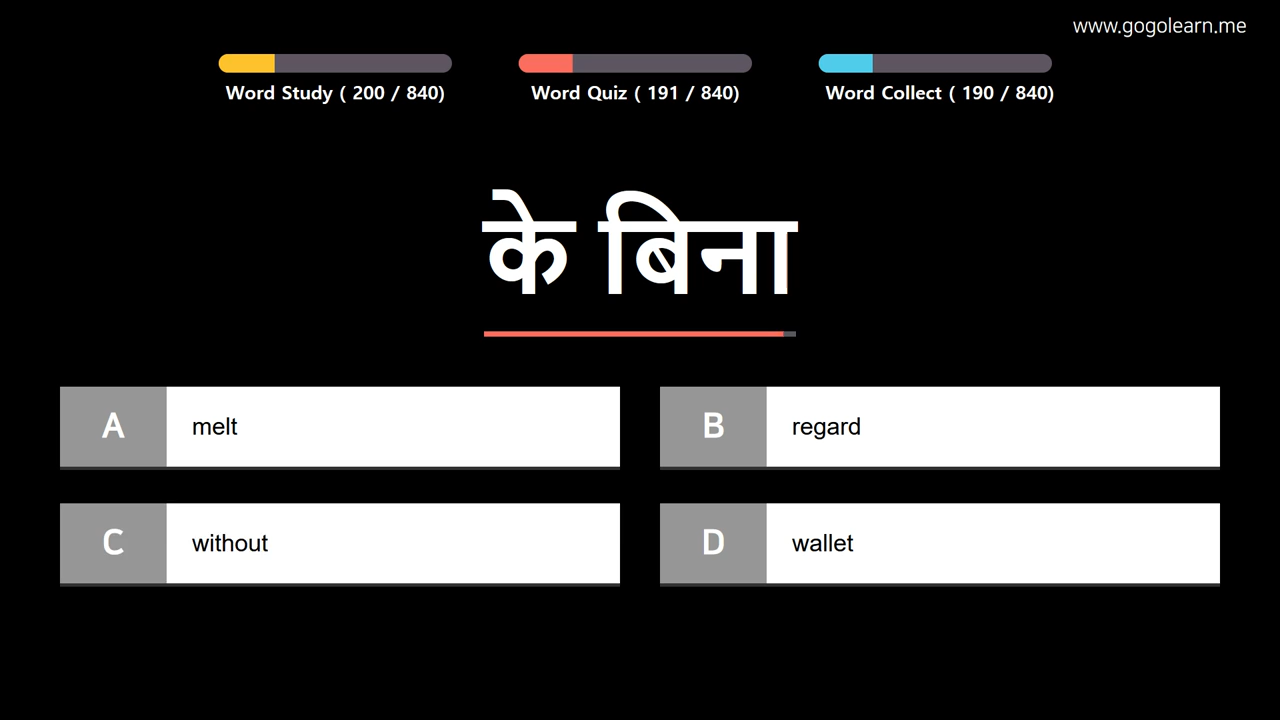 www.gogolearn.me
Word Study ( 200 / 840) Word Quiz ( 191 / 840) Word Collect ( 190 / 840)
के बिना
A melt
B regard
C without
D wallet